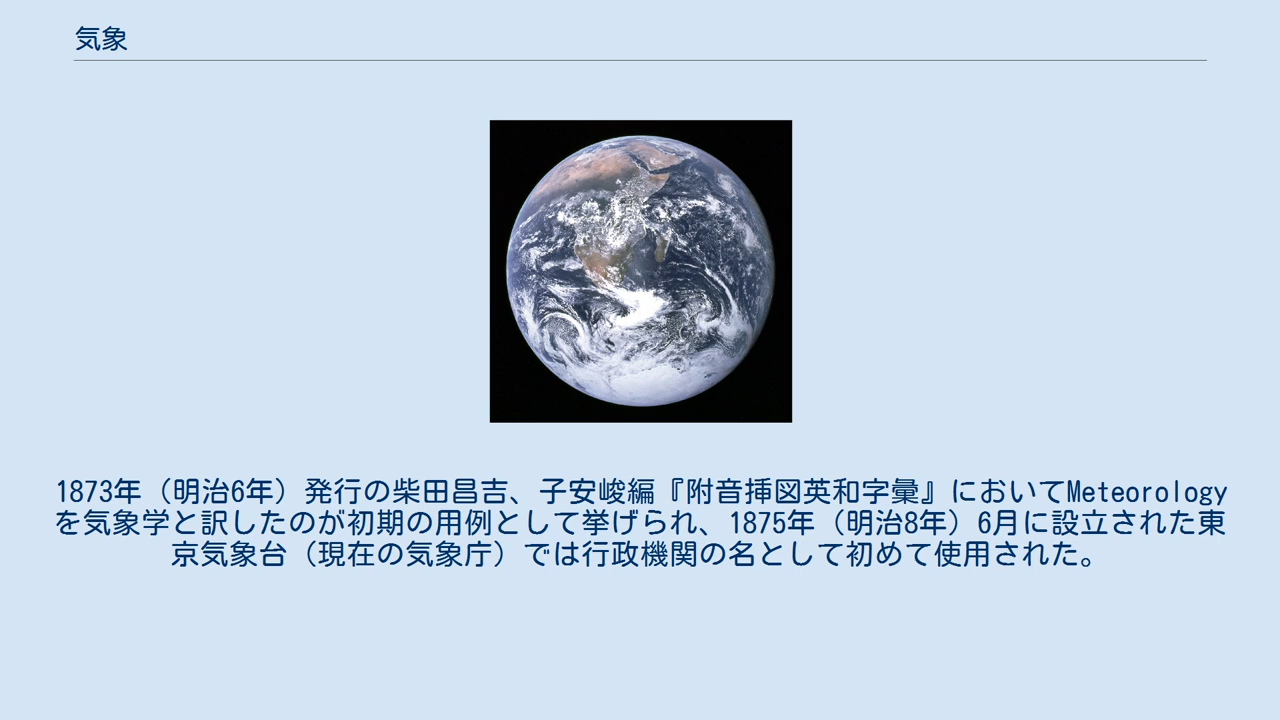 気象
1873年（明治6年）発行の柴田昌吉、子安峻編『附音挿図英和字彙』においてMeteorology
を気象学と訳したのが初期の用例として挙げられ、1875年（明治8年）6月に設立された東
京気象台（現在の気象庁）では行政機関の名として初めて使用された。